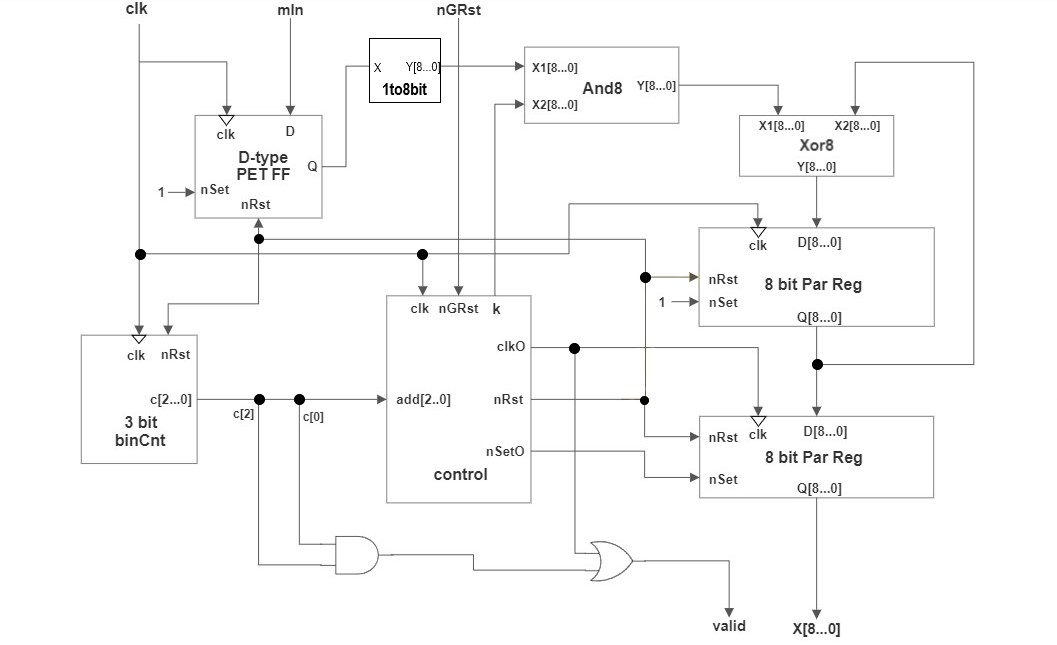 clk mIn nGRst
X Y[8...0]
1to8bit
X1[8...0]
X2[8...0]
And8
Y[8...0]
X1[8...0] X2[8...0]
Xor8
Y[8...0]
clk D
D-type
PET FF
Q
1 nSet
nRst
clk D[8...0]
nRst
8 bit Par Reg
1 nSet
Q[8...0]
clk nGRst k
clkO
add[2..0]
nRst
nSetO
control
clk nRst
c[2...0]
3 bit
binCnt
c[2] c[0]
clk D[8...0]
nRst
8 bit Par Reg
nSet
Q[8...0]
valid X[8...0]